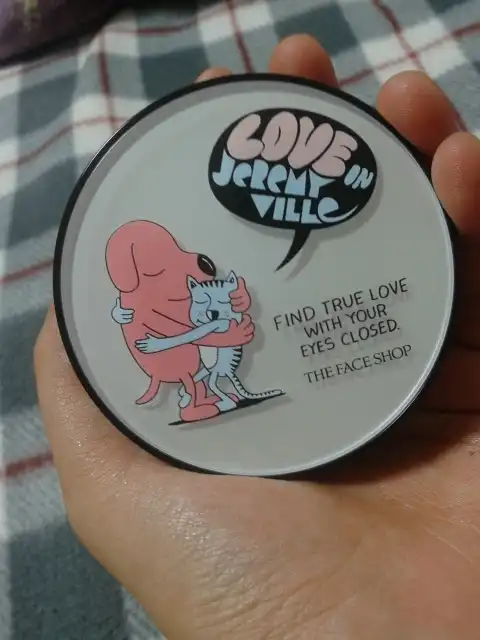 LOVE IN
JEREMY
VILLE
FIND TRUE LOVE
WITH YOUR
EYES CLOSED.
THE FACE SHOP